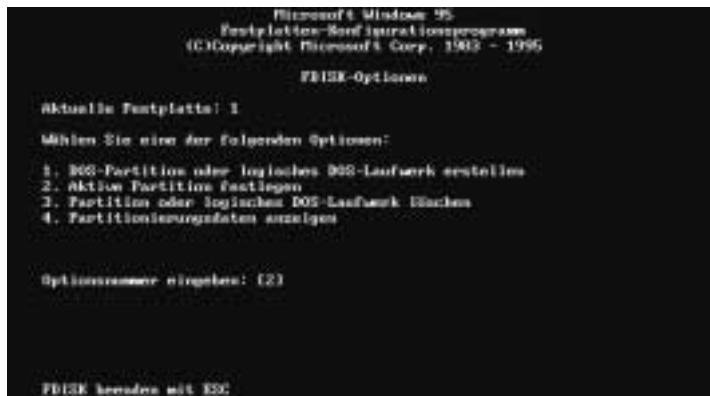 Microsoft Windows 95
Festplatten-Konfigurationsprogramm
(C)Copyright Microsoft Corp. 1983 - 1995
FDISK-Optionen
Aktuelle Festplatte: 1
Wählen Sie eine der folgenden Optionen:
1. DOS-Partition oder logisches DOS-Laufwerk erstellen
2. Aktive Partition festlegen
3. Partition oder logisches DOS-Laufwerk löschen
4. Partitionierungsdaten anzeigen
Optionsnummer eingeben: [2]
FDISK beenden mit ESC